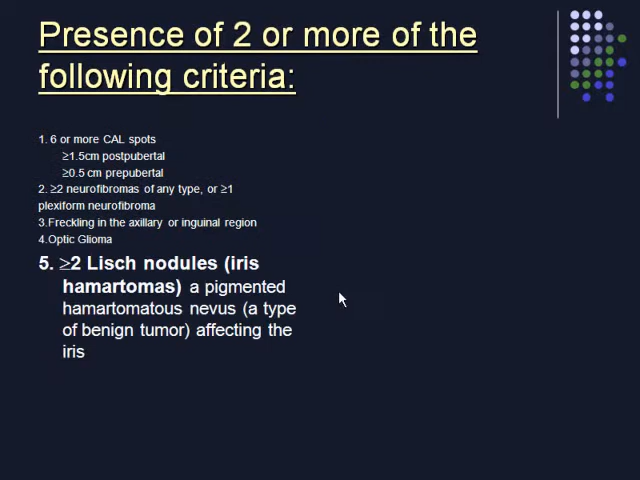 Presence of 2 or more of the
following criteria:
1. 6 or more CAL spots
≥1.5cm postpubertal
≥0.5 cm prepubertal
2. ≥2 neurofibromas of any type, or ≥1
plexiform neurofibroma
3.Freckling in the axillary or inguinal region
4.Optic Glioma
5. ≥2 Lisch nodules (iris
hamartomas) a pigmented
hamartomatous nevus (a type
of benign tumor) affecting the
iris